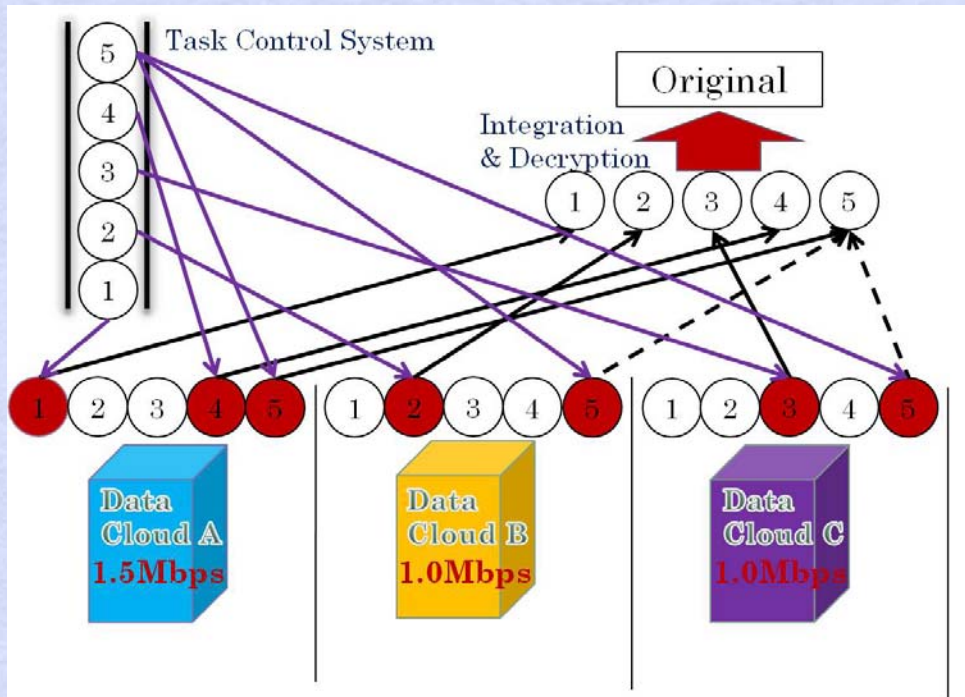 5
Task Control System
4
3
2
1
Original
Integration
& Decryption
1 2 3 4 5
1 2 3 4 5
1 2 3 4 5
1 2 3 4 5
Data
Cloud A
1.5Mbps
Data
Cloud B
1.0Mbps
Data
Cloud C
1.0Mbps